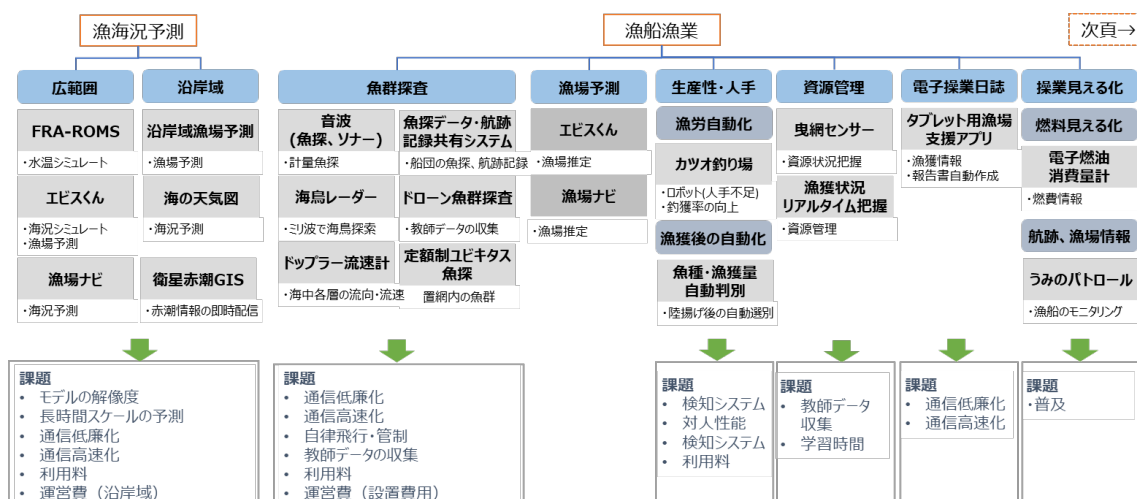 漁海況予測
漁船漁業
次頁→
広範囲
沿岸域
魚群探査
漁場予測
生産性・人手
資源管理
電子操業日誌
操業見える化
FRA-ROMS
・水温シミュレート
エビスくん
・海況シミュレート
・漁場予測
漁場ナビ
・海況予測
沿岸域漁場予測
・漁場予測
海の天気図
・海況予測
衛星赤潮GIS
・赤潮情報の即時配信
音波
(魚探、ソナー)
・計量魚探
海鳥レーダー
・ミリ波で海鳥探索
ドップラー流速計
・海中各層の流向・流速
魚探データ・航跡
記録共有システム
・船団の魚探、航跡記録
ドローン魚群探査
・教師データの収集
定額制ユビキタス
魚探
置網内の魚群
エビスくん
・漁場推定
漁場ナビ
・漁場推定
漁労自動化
カツオ釣り場
・ロボット(人手不足)
・釣獲率の向上
漁獲後の自動化
魚種・漁獲量
自動判別
・陸揚げ後の自動選別
曳網センサー
・資源状況把握
漁獲状況
リアルタイム把握
・資源管理
タブレット用漁場
支援アプリ
・漁獲情報
・報告書自動作成
燃料見える化
電子燃油
消費量計
・燃費情報
航跡、漁場情報
うみのパトロール
・漁船のモニタリング
課題
• モデルの解像度
• 長時間スケールの予測
• 通信低廉化
• 通信高速化
• 利用料
• 運営費（沿岸域）
課題
• 通信低廉化
• 通信高速化
• 自律飛行・管制
• 教師データの収集
• 利用料
• 運営費（設置費用）
課題
• 検知システム
• 対人性能
• 検知システム
• 利用料
課題
• 教師データ
収集
• 学習時間
課題
• 通信低廉化
• 通信高速化
課題
・普及